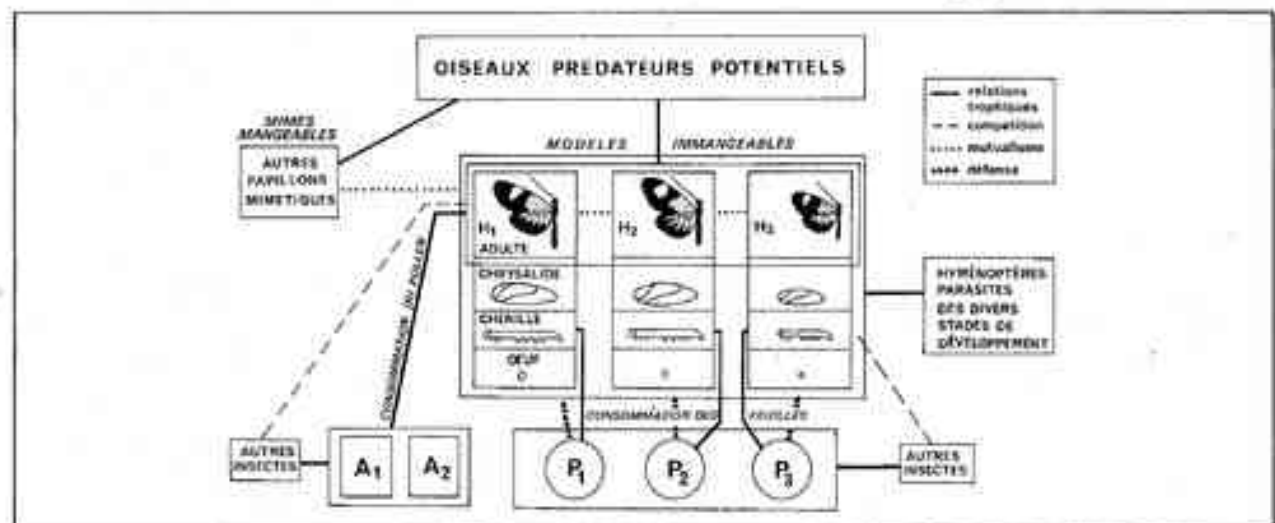 OISEAUX PREDATEURS POTENTIELS
relations
trophiques
compétition
mutualisme
défense
MIMES
MANGEABLES
AUTRES
PAPILLONS
MIMETIQUES
MODELES IMMANGEABLES
H1
ADULTE
H2
H3
CHRYSALIDE
CHENILLE
OEUF
HYMÉNOPTÈRES
PARASITES
DES DIVERS
STADES DE
DÉVELOPPEMENT
CONSOMMATION DU POLLEN
CONSOMMATION DES FEUILLES
AUTRES
INSECTES
A1
A2
P1
P2
P3
AUTRES
INSECTES